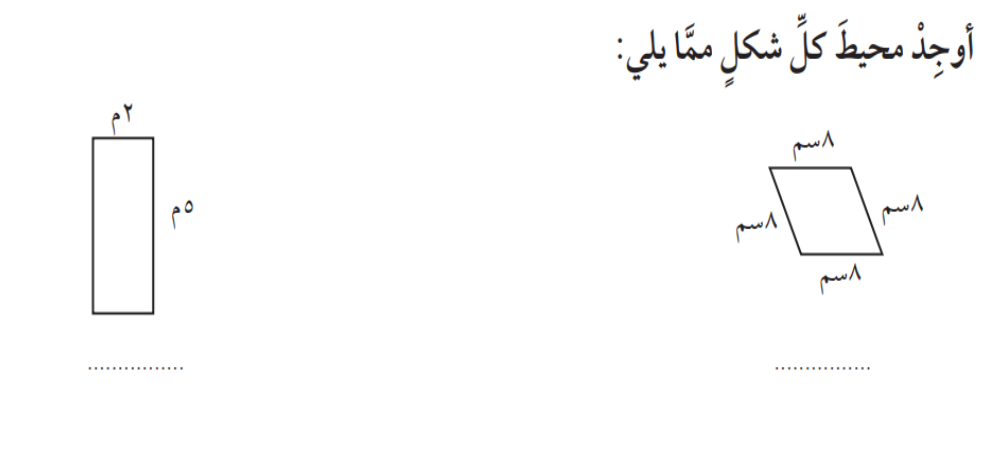 أوجِدْ محيطَ كلِّ شكلٍ ممَّا يلي:
٨سم
٨سم
٨سم
٨سم
................
٢م
٥م
................